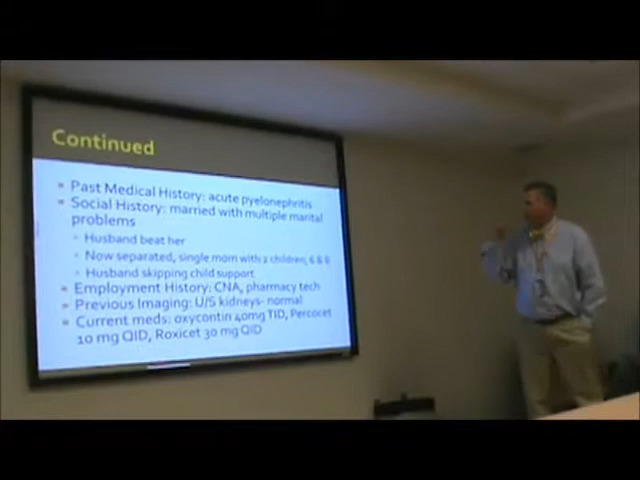 Continued
Past Medical History: acute pyelonephritis
Social History: married with multiple marital
problems
Husband beat her
Now separated, single mom with 2 children, 6 & 8
Husband skipping child support
Employment History: CNA, pharmacy tech
Previous Imaging: U/S kidneys- normal
Current meds: oxycontin 40mg TID, Percocet
10 mg QID, Roxicet 30 mg QID